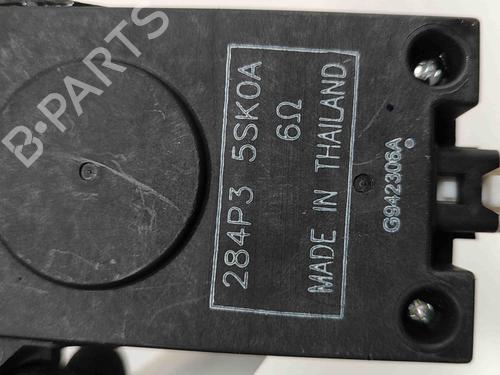 B-PARTS
284P3 5SK0A
6Ω
MADE IN THAILAND
G942306A